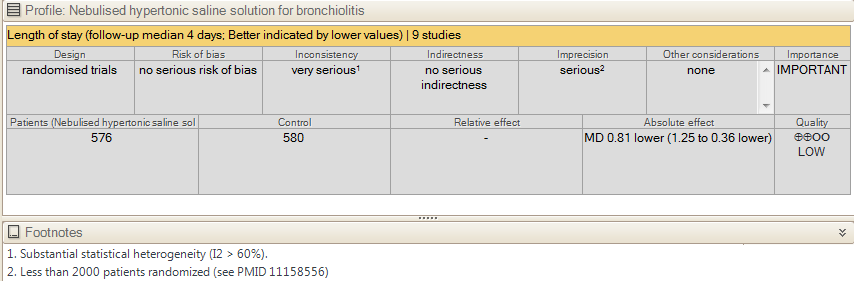 Profile: Nebulised hypertonic saline solution for bronchiolitis
Length of stay (follow-up median 4 days; Better indicated by lower values) | 9 studies
Design Risk of bias Inconsistency Indirectness Imprecision Other considerations Importance
randomised trials no serious risk of bias very serious¹ no serious serious² none IMPORTANT
indirectness
Patients (Nebulised hypertonic saline sol Control Relative effect Absolute effect Quality
576 580 - MD 0.81 lower (1.25 to 0.36 lower) ⊕⊕OO
LOW
Footnotes
1. Substantial statistical heterogeneity (I2 > 60%).
2. Less than 2000 patients randomized (see PMID 11158556)